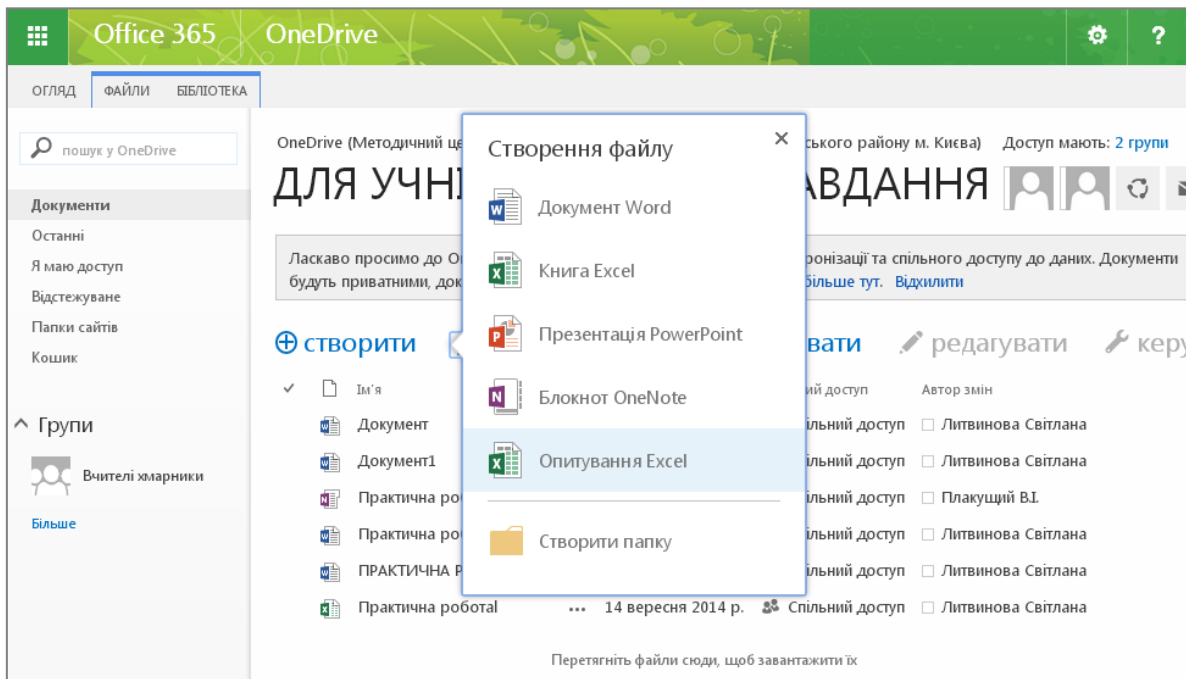 Office 365 OneDrive ?
ОГЛЯД ФАЙЛИ БІБЛІОТЕКА
пошук у OneDrive
Документи
Останні
Я маю доступ
Відстежуване
Папки сайтів
Кошик
Групи
Вчителі хмарники
Більше
OneDrive (Методичний це ського району м. Києва) Доступ мають: 2 групи
ДЛЯ УЧНІ АВДАННЯ
Ласкаво просимо до О ронізації та спільного доступу до даних. Документи
будуть приватними, док більше тут. Відхилити
створити вати редагувати керу
Ім'я ий доступ Автор змін
Документ ільний доступ Литвинова Світлана
Документ1 ільний доступ Литвинова Світлана
Практична ро ільний доступ Плакущий В.І.
Практична ро ільний доступ Литвинова Світлана
ПРАКТИЧНА Р ільний доступ Литвинова Світлана
Практична роботаІ ... 14 вересня 2014 р. Спільний доступ Литвинова Світлана
Перетягніть файли сюди, щоб завантажити їх
Створення файлу
Документ Word
Книга Excel
Презентація PowerPoint
Блокнот OneNote
Опитування Excel
Створити папку